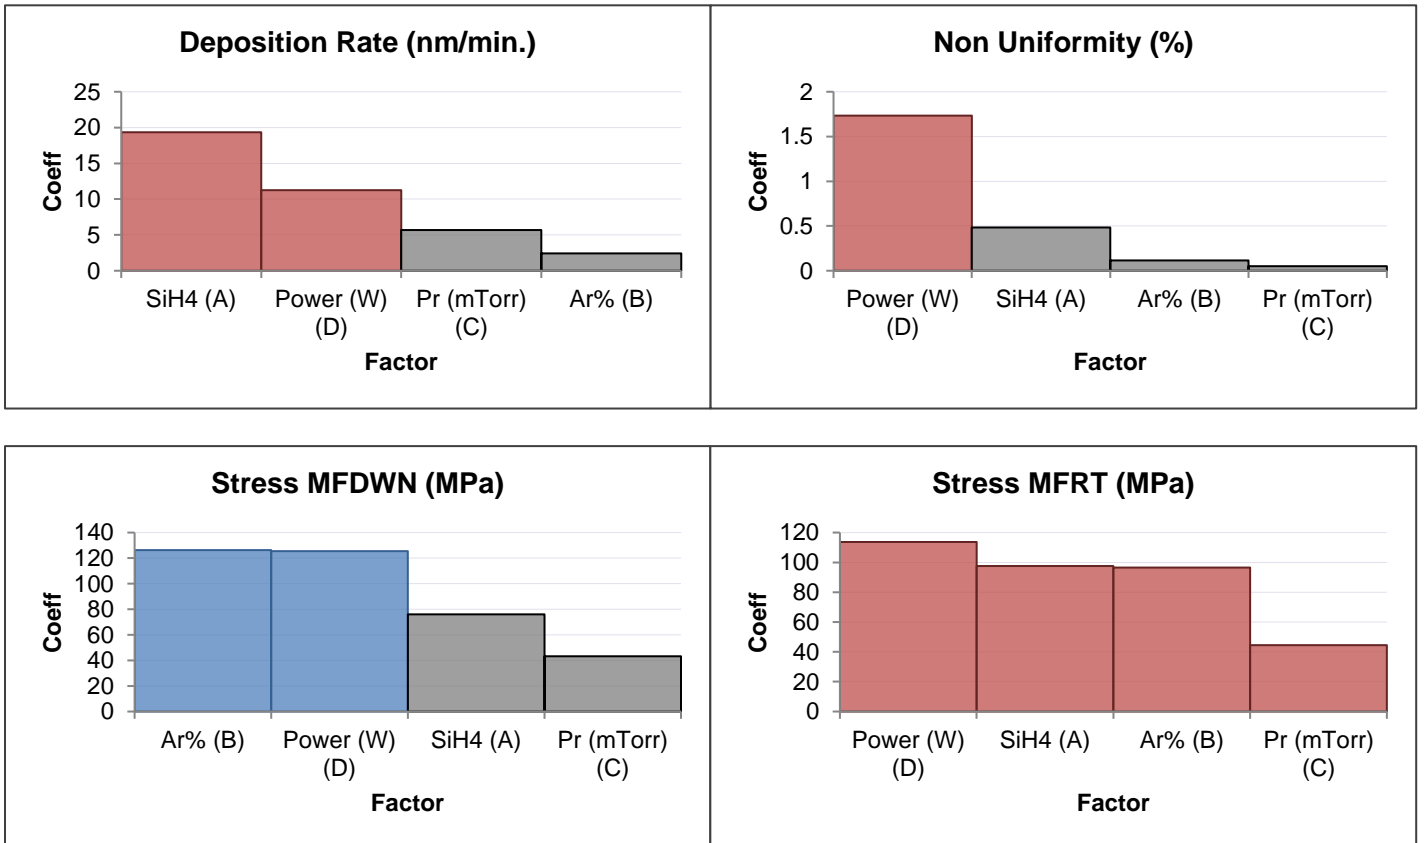 Deposition Rate (nm/min.)
25
20
15
10
5
0
Coeff
SiH4 (A)
Power (W)
(D)
Pr (mTorr)
(C)
Ar% (B)
Factor
Non Uniformity (%)
2
1.5
1
0.5
0
Coeff
Power (W)
(D)
SiH4 (A)
Ar% (B)
Pr (mTorr)
(C)
Factor
Stress MFDWN (MPa)
140
120
100
80
60
40
20
0
Coeff
Ar% (B)
Power (W)
(D)
SiH4 (A)
Pr (mTorr)
(C)
Factor
Stress MFRT (MPa)
120
100
80
60
40
20
0
Coeff
Power (W)
(D)
SiH4 (A)
Ar% (B)
Pr (mTorr)
(C)
Factor